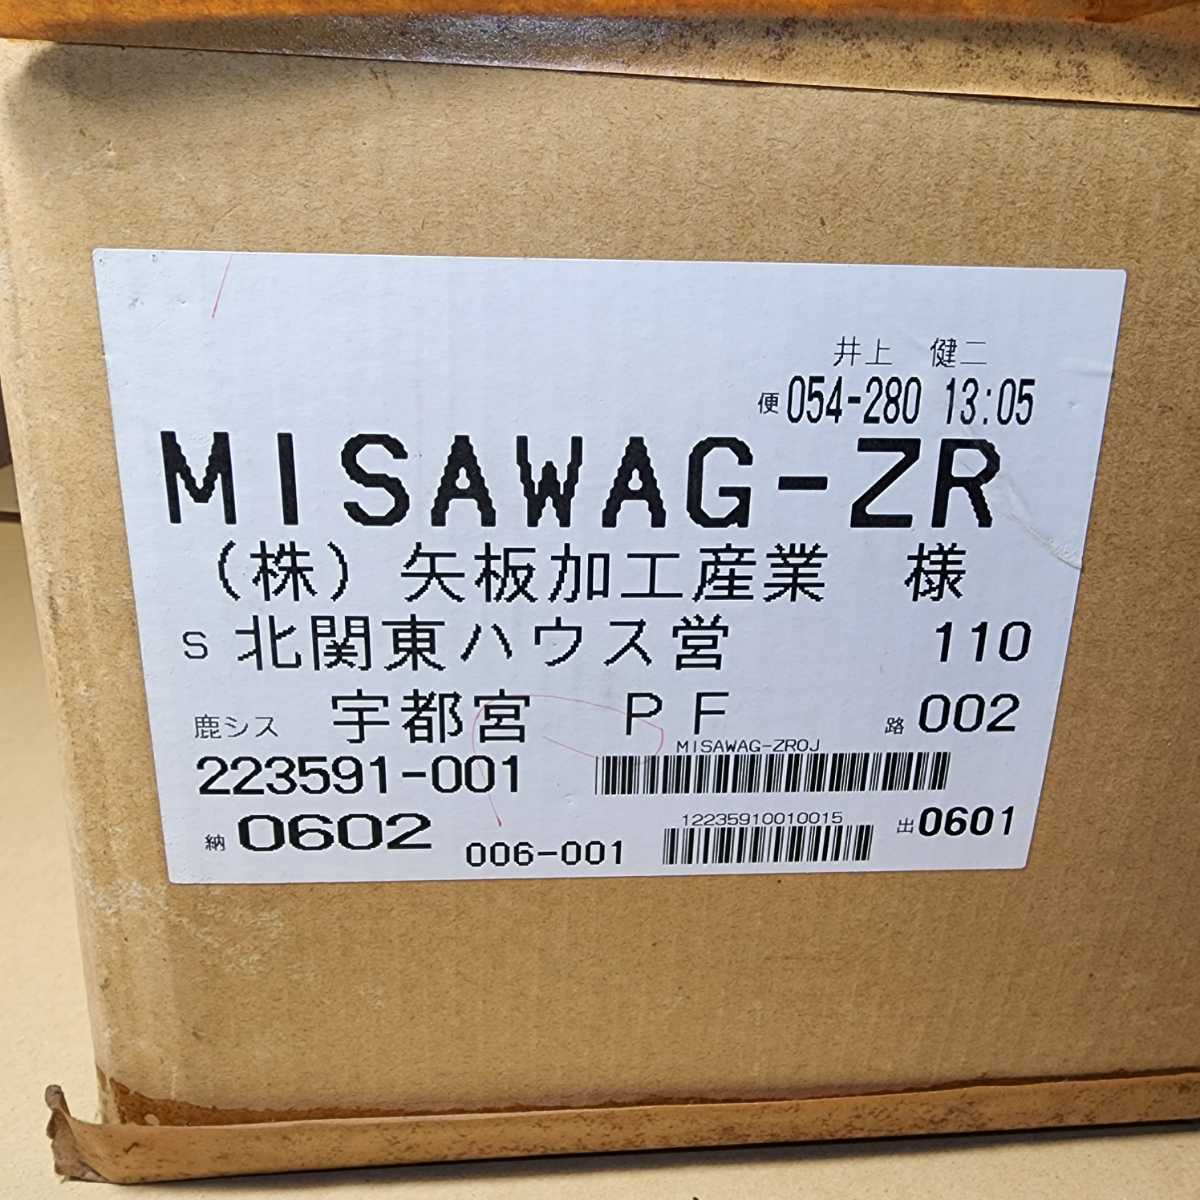 井上 健二
便 054-280 13:05
MISAWAG-ZR
(株) 矢板加工産業 様
S 北関東ハウス営 110
鹿シス 宇都宮 PF 路 002
MISAWAG-ZROJ
223591-001
12235910010015
納 0602 006-001 出 0601